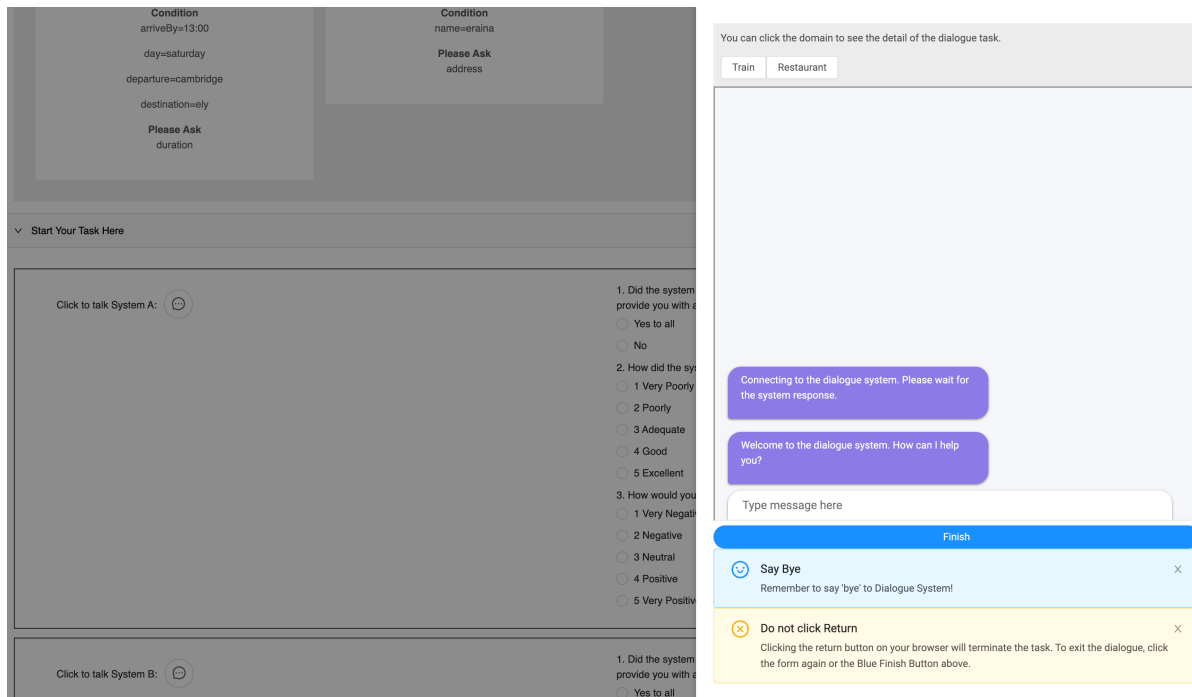 Condition
arriveBy=13:00
day=saturday
departure=cambridge
destination=ely
Please Ask
duration
Condition
name=eraina
Please Ask
address
Start Your Task Here
Click to talk System A:
1. Did the system
provide you with a
Yes to all
No
2. How did the sys
1 Very Poorly
2 Poorly
3 Adequate
4 Good
5 Excellent
3. How would you
1 Very Negativ
2 Negative
3 Neutral
4 Positive
5 Very Positive
Click to talk System B:
1. Did the system
provide you with a
Yes to all
You can click the domain to see the detail of the dialogue task.
Train
Restaurant
Connecting to the dialogue system. Please wait for
the system response.
Welcome to the dialogue system. How can I help
you?
Type message here
Finish
Say Bye
Remember to say 'bye' to Dialogue System!
Do not click Return
Clicking the return button on your browser will terminate the task. To exit the dialogue, click
the form again or the Blue Finish Button above.